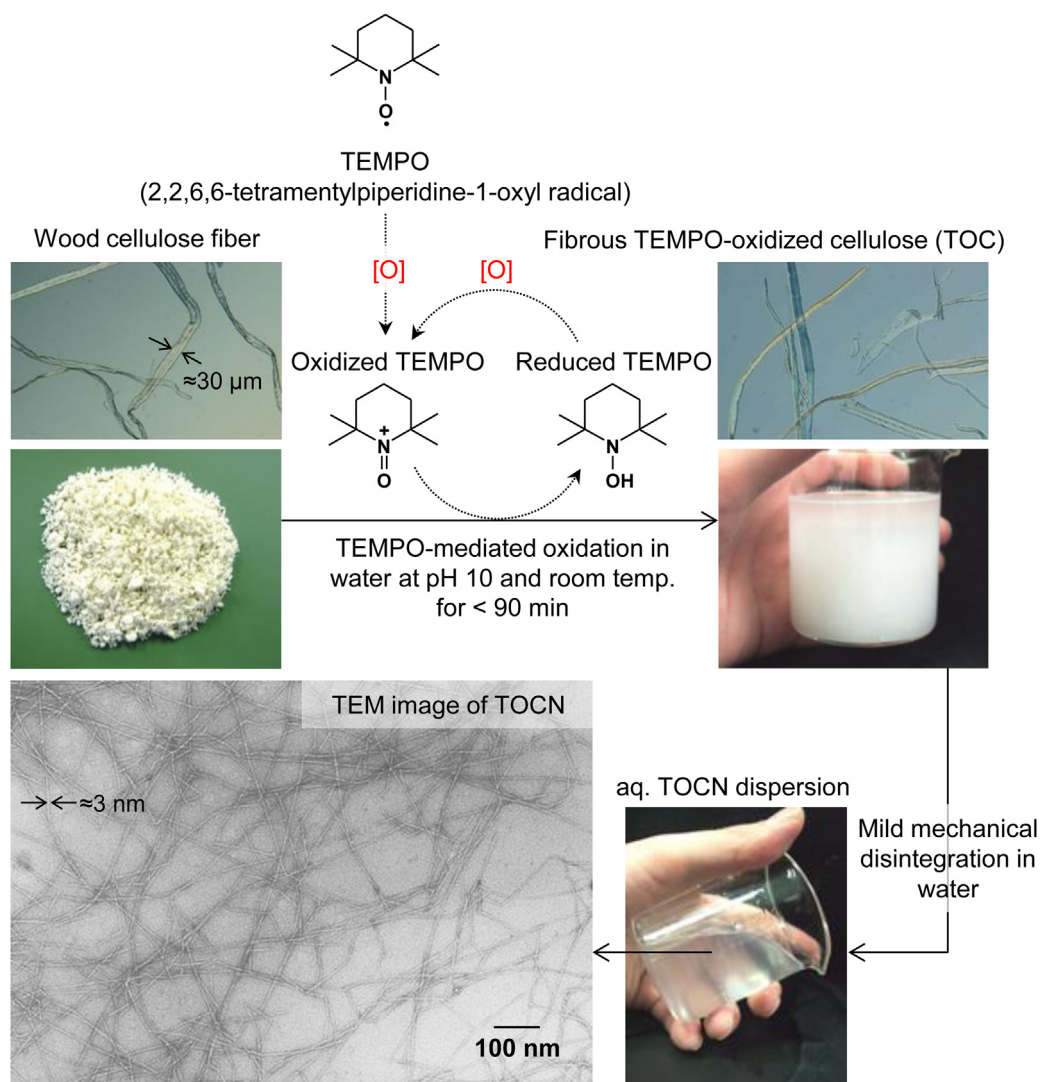 N
O
•
TEMPO
(2,2,6,6-tetramentylpiperidine-1-oxyl radical)
Wood cellulose fiber
Fibrous TEMPO-oxidized cellulose (TOC)
[O]
[O]
≈30 µm
Oxidized TEMPO
Reduced TEMPO
+
N
O
N
OH
TEMPO-mediated oxidation in
water at pH 10 and room temp.
for < 90 min
TEM image of TOCN
≈3 nm
aq. TOCN dispersion
Mild mechanical
disintegration in
water
100 nm